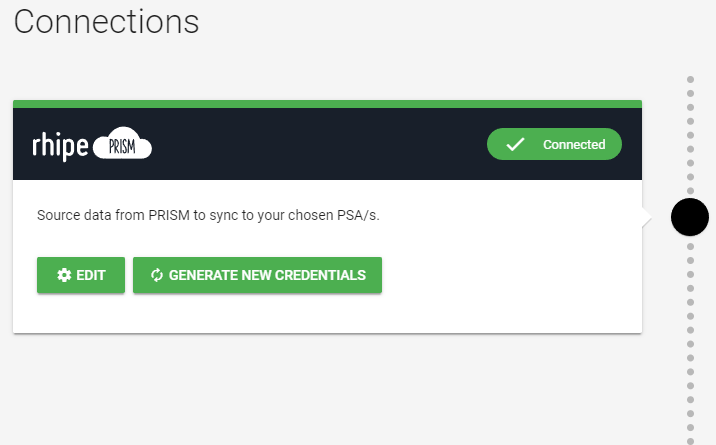 Connections
rhipe PRISM
Connected
Source data from PRISM to sync to your chosen PSA/s.
EDIT
GENERATE NEW CREDENTIALS